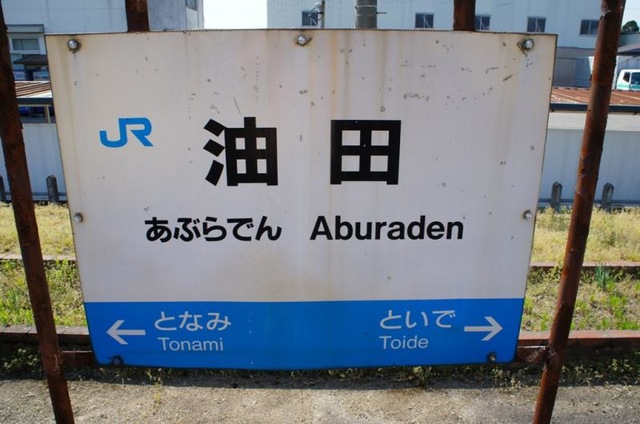 JR 油田
あぶらでん Aburaden
← となみ といで →
Tonami Toide